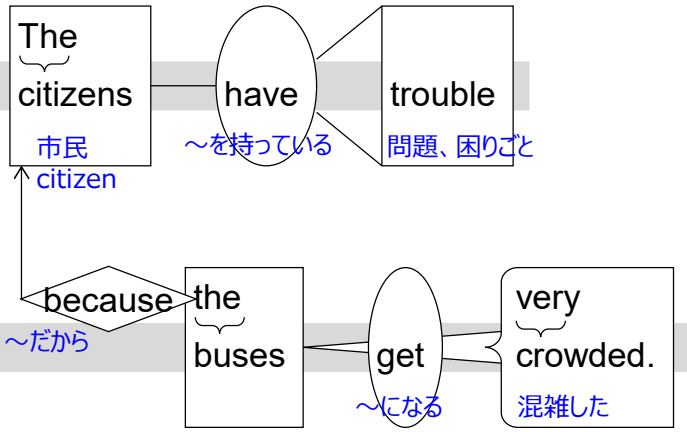 The
citizens have trouble
市民 ～を持っている 問題、困りごと
citizen
because the very
～だから buses get crowded.
～になる 混雑した